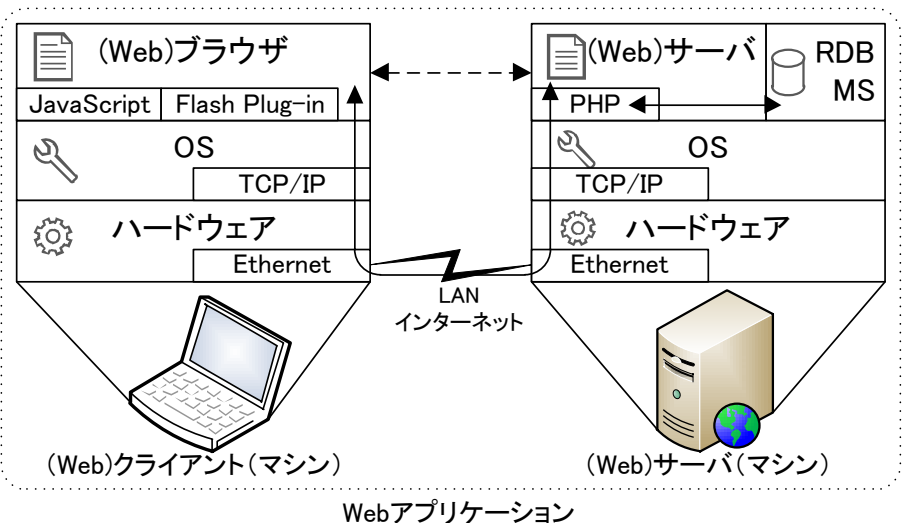 (Web)ブラウザ
JavaScript
Flash Plug-in
OS
TCP/IP
ハードウェア
Ethernet
(Web)クライアント(マシン)
LAN
インターネット
(Web)サーバ
RDB
MS
PHP
OS
TCP/IP
ハードウェア
Ethernet
(Web)サーバ(マシン)
Webアプリケーション